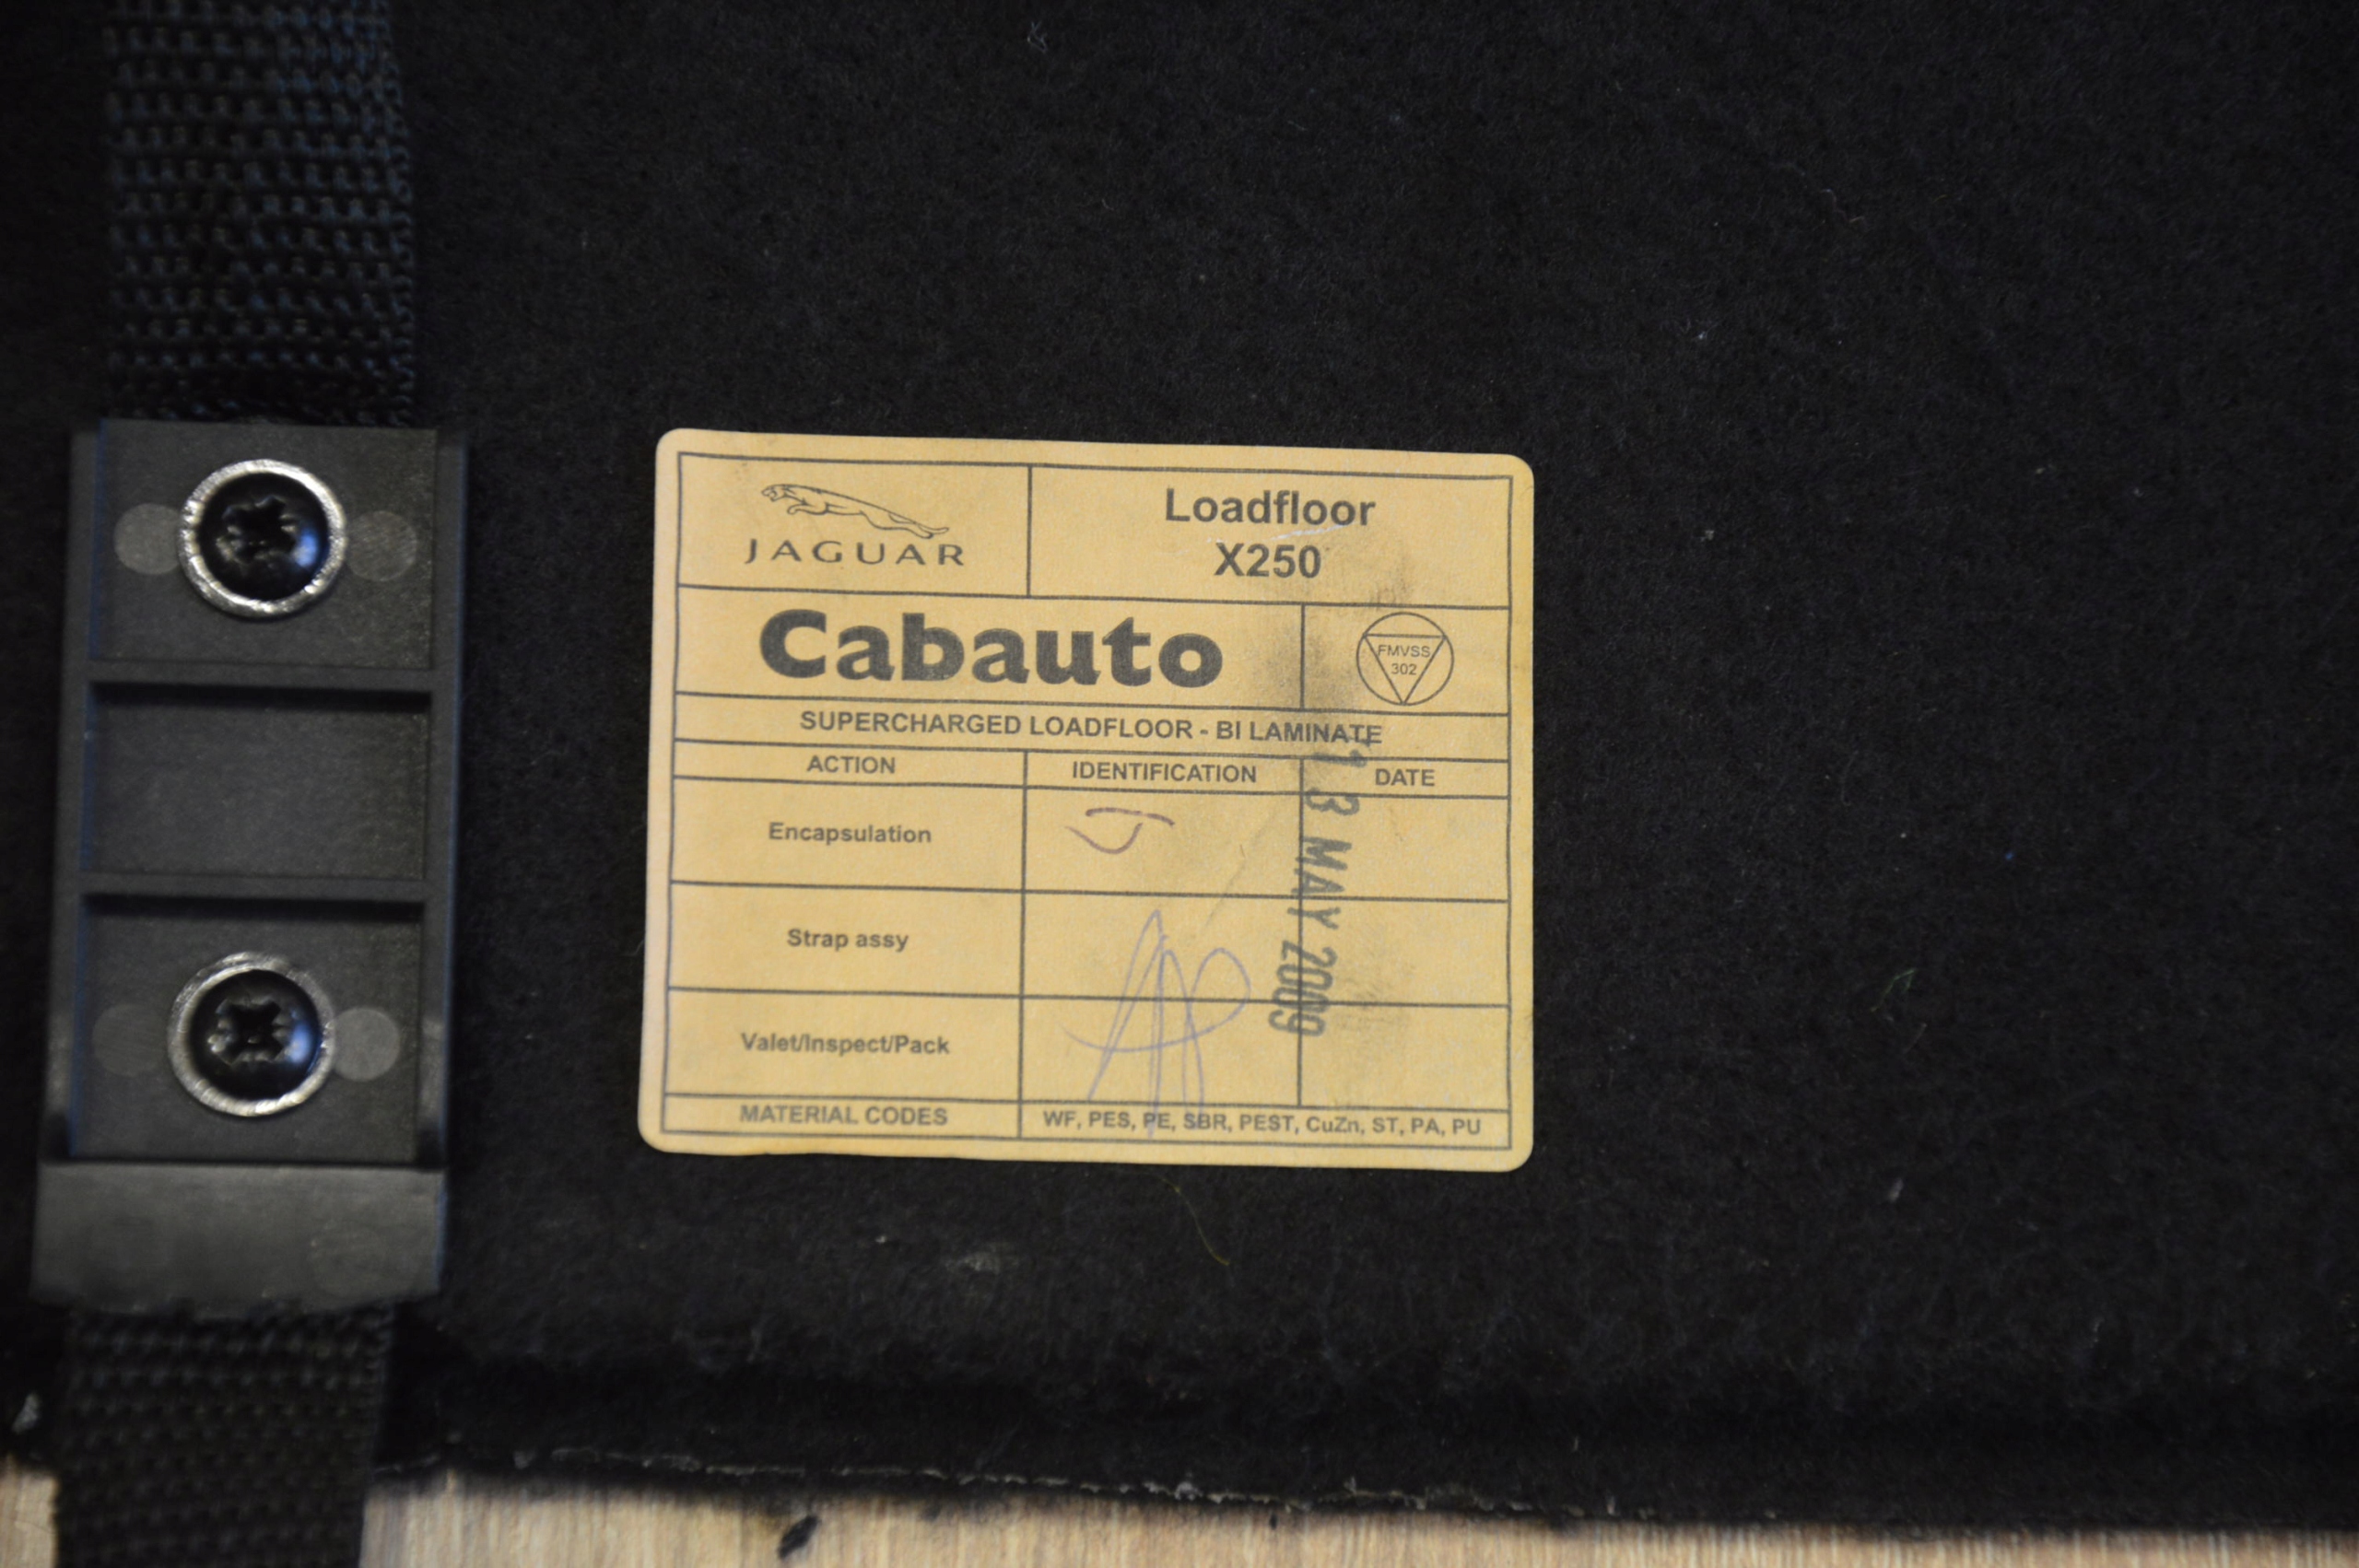 JAGUAR
Loadfloor
X250
Cabauto
FMVSS
302
SUPERCHARGED LOADFLOOR - BI LAMINATE
ACTION IDENTIFICATION DATE
Encapsulation
Strap assy
Valet/Inspect/Pack
13 MAY 2009
MATERIAL CODES WF, PES, PE, SBR, PEST, CuZn, ST, PA, PU